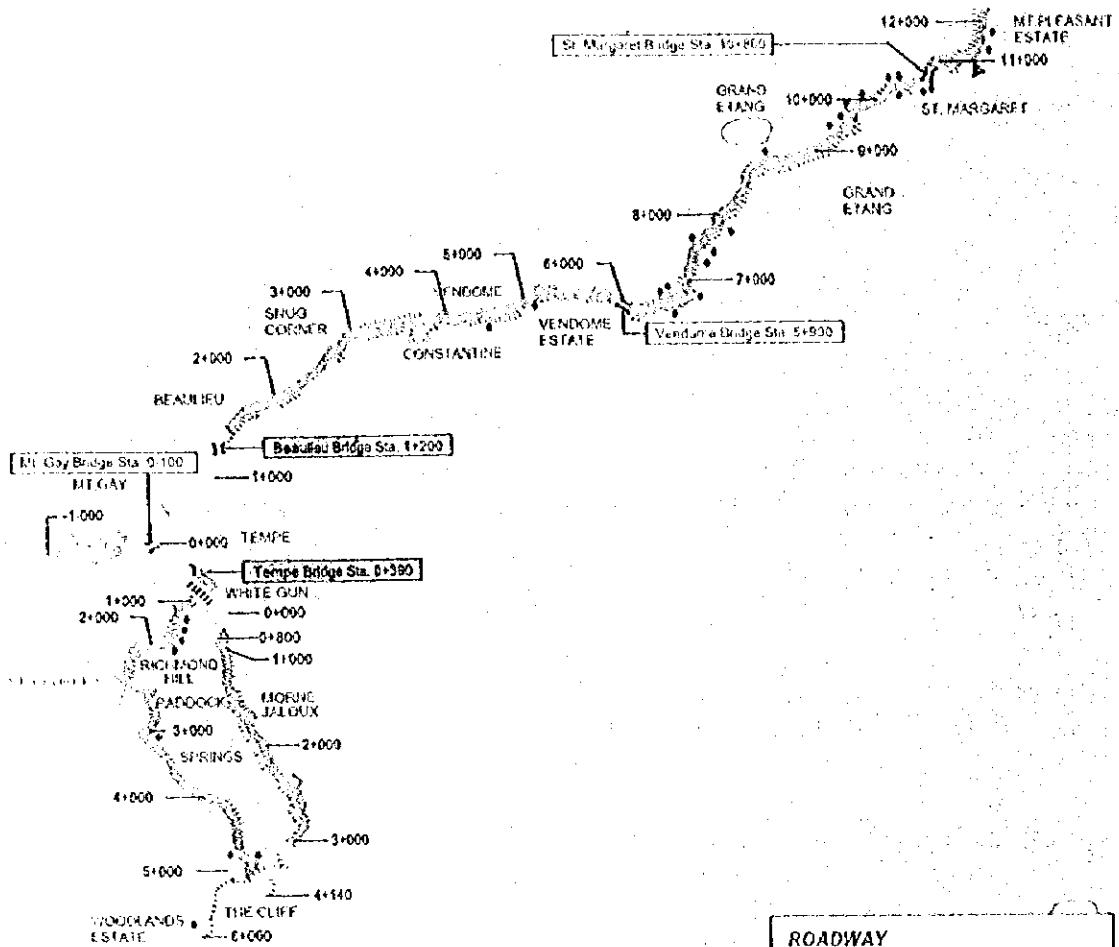 12+000
MT. PLEASANT
ESTATE
St. Margaret Bridge Sta. 10+800
11+000
GRAND
ETANG
10+000
ST. MARGARET
9+000
GRAND
ETANG
8+000
5+000
6+000
4+000
7+000
3+000
VENDOME
SNUG
CORNER
VENDOME
ESTATE
Vendome Bridge Sta. 5+900
CONSTANTINE
2+000
BEAULIEU
Beaulieu Bridge Sta. 1+200
Mt. Gay Bridge Sta. 0-100
1+000
MT. GAY
-1-000
0+000
TEMPE
Tempe Bridge Sta. 0+390
WHITE GUN
1+000
0+000
2+000
0+800
1+000
RICHMOND
HILL
PADDOCK
MORNE
JALOUX
3+000
2+000
SPRINGS
4+000
3+000
5+000
4+140
THE CLIFF
WOODLANDS
ESTATE
6+000
ROADWAY